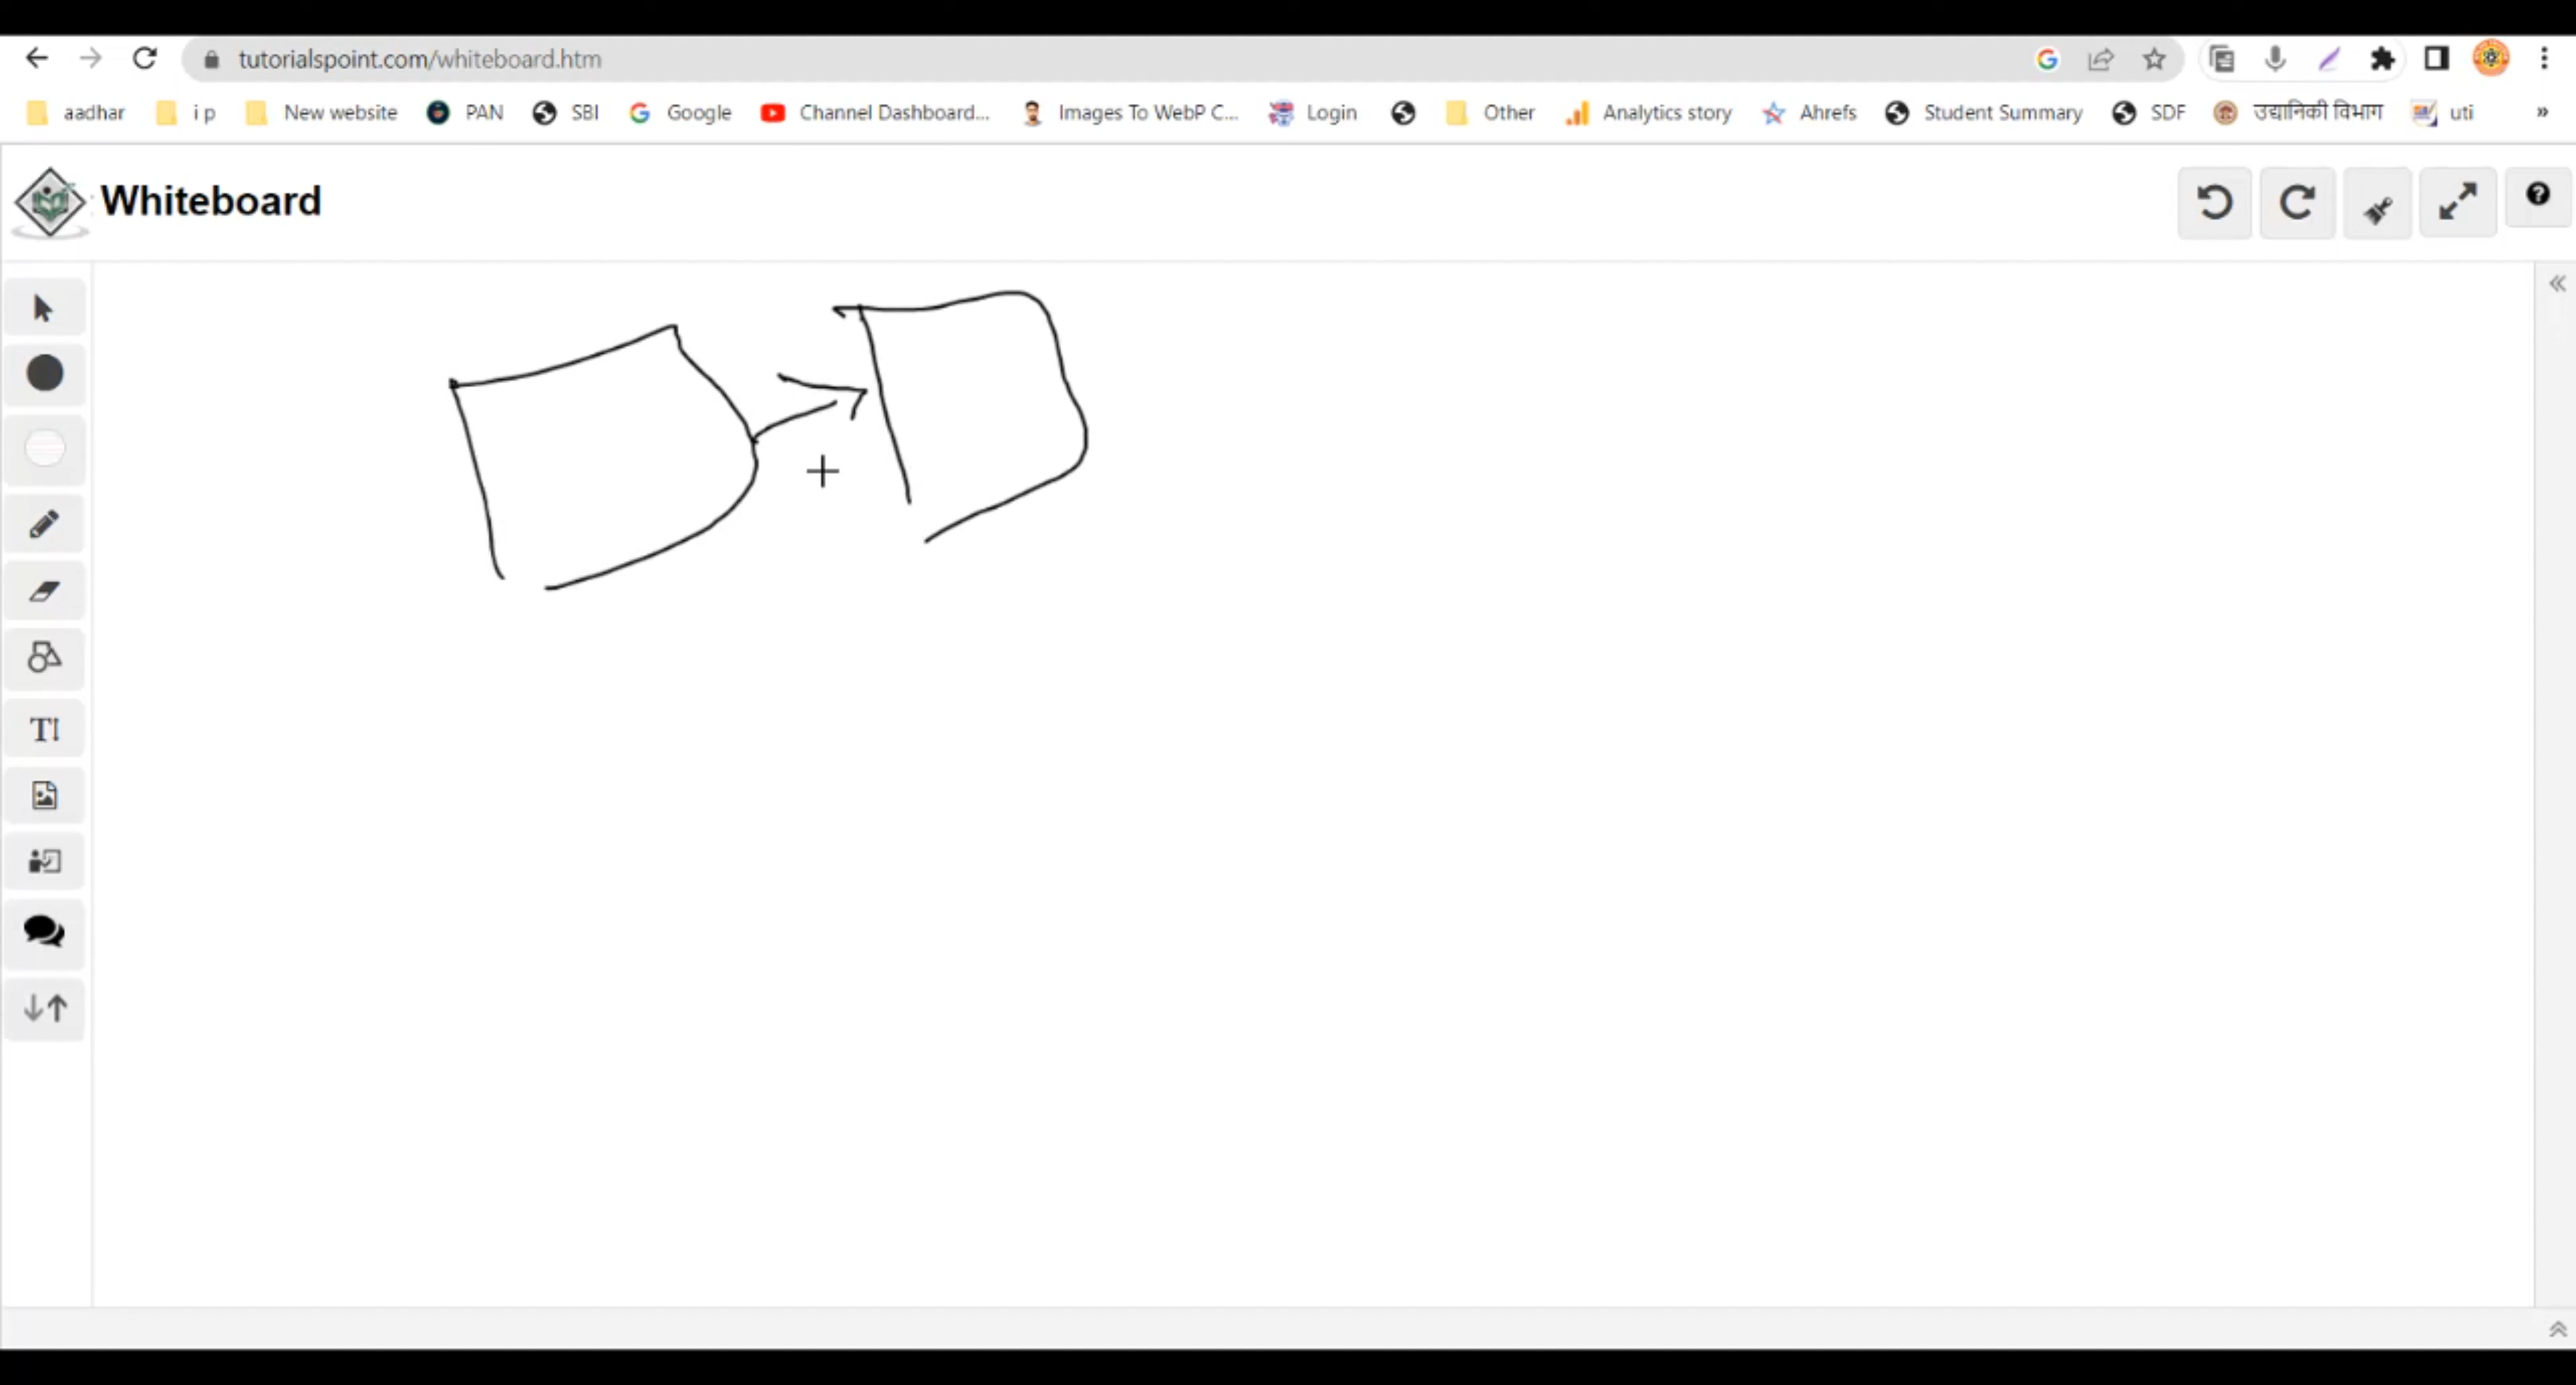 tutorialspoint.com/whiteboard.htm
aadhar i p New website PAN SBI Google Channel Dashboard... Images To WebP C... Login Other Analytics story Ahrefs Student Summary SDF उद्यानिकी विभाग uti »
Whiteboard